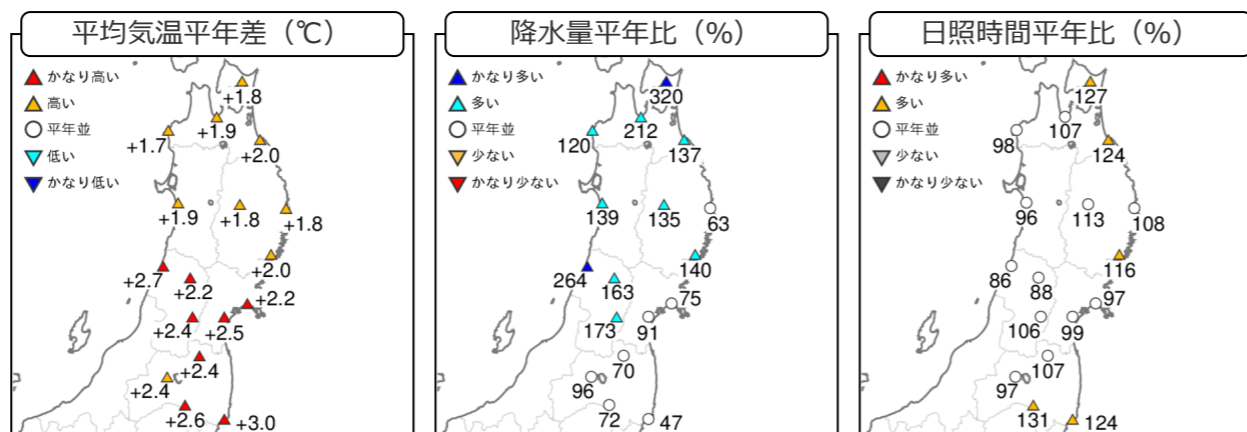 平均気温平年差（℃）
かなり高い
高い
平年並
低い
かなり低い
+1.8
+1.9
+1.7
+2.0
+1.9
+1.8
+1.8
+2.0
+2.7
+2.2
+2.2
+2.4
+2.5
+2.4
+2.4
+2.6
+3.0
降水量平年比（%）
かなり多い
多い
平年並
少ない
かなり少ない
320
212
120
137
139
135
63
140
264
163
75
173
91
70
96
72
47
日照時間平年比（%）
かなり多い
多い
平年並
少ない
かなり少ない
127
107
98
124
96
113
108
116
86
88
97
106
99
107
97
131
124